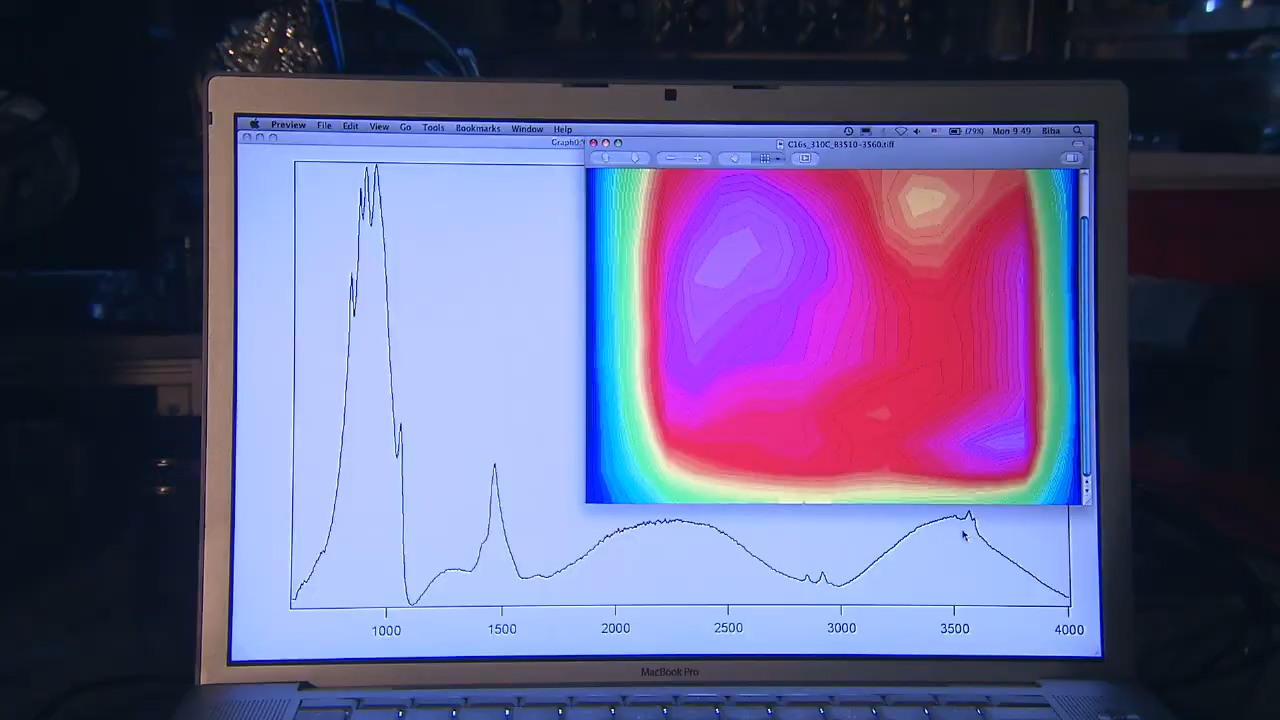 Preview File Edit View Go Tools Bookmarks Window Help (79%) Mon 9 49 Biba
C16s_310C_B3510-3560.tiff
1000 1500 2000 2500 3000 3500 4000
MacBook Pro